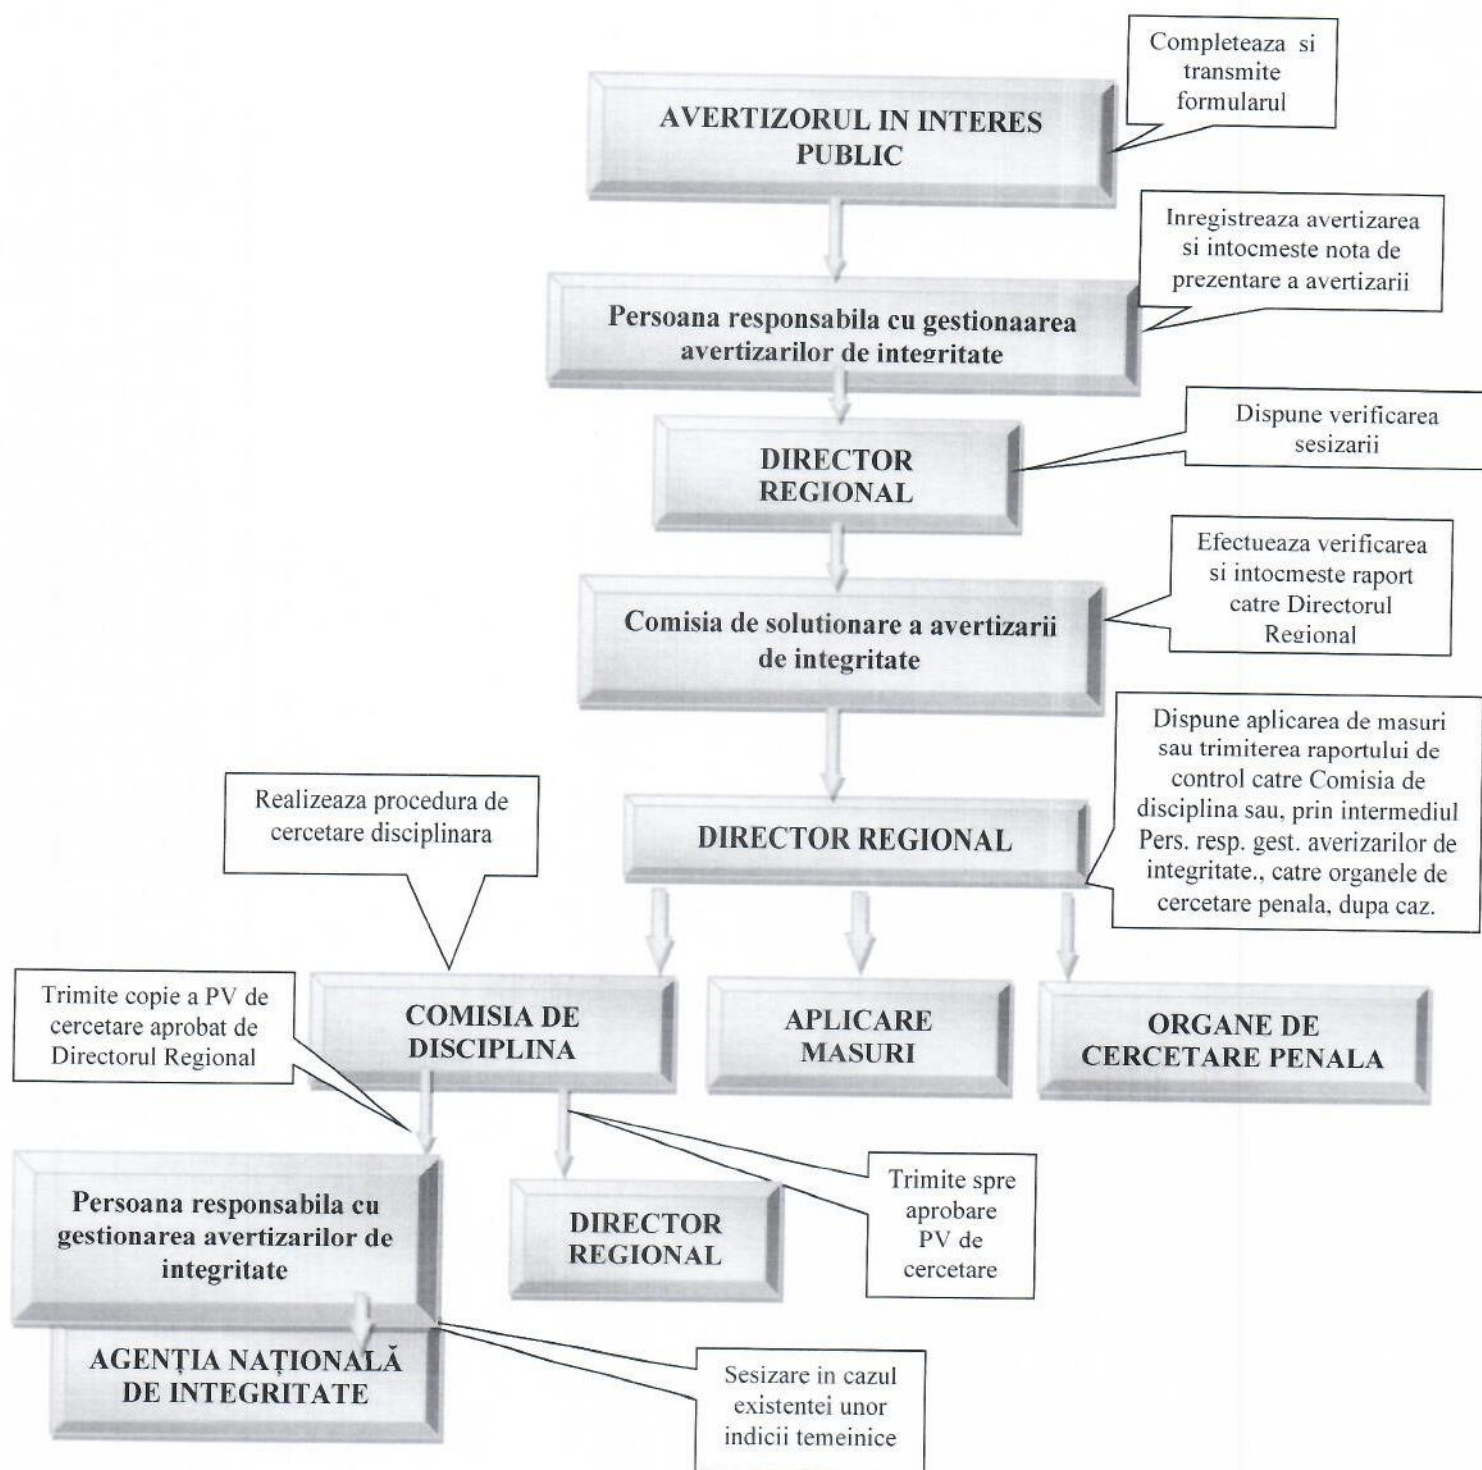 Completeaza si
transmite
formularul
AVERTIZORUL IN INTERES
PUBLIC
Inregistreaza avertizarea
si intocmeste nota de
prezentare a avertizarii
Persoana responsabila cu gestionaarea
avertizarilor de integritate
Dispune verificarea
sesizarii
DIRECTOR
REGIONAL
Efectueaza verificarea
si intocmeste raport
catre Directorul
Regional
Comisia de solutionare a avertizarii
de integritate
Dispune aplicarea de masuri
sau trimiterea raportului de
control catre Comisia de
disciplina sau, prin intermediul
Pers. resp. gest. averizarilor de
integritate., catre organele de
cercetare penala, dupa caz.
Realizeaza procedura de
cercetare disciplinara
DIRECTOR REGIONAL
Trimite copie a PV de
cercetare aprobat de
Directorul Regional
COMISIA DE
DISCIPLINA
APLICARE
MASURI
ORGANE DE
CERCETARE PENALA
Persoana responsabila cu
gestionarea avertizarilor de
integritate
DIRECTOR
REGIONAL
Trimite spre
aprobare
PV de
cercetare
AGENȚIA NAȚIONALĂ
DE INTEGRITATE
Sesizare in cazul
existentei unor
indicii temeinice